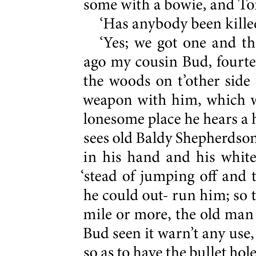 some with a bowie, and To
‘Has anybody been kille
‘Yes; we got one and th
ago my cousin Bud, fourte
the woods on t’other side
weapon with him, which w
lonesome place he hears a h
sees old Baldy Shepherdson
in his hand and his white
‘stead of jumping off and t
he could out- run him; so t
mile or more, the old man
Bud seen it warn’t any use,
so as to have the bullet hole